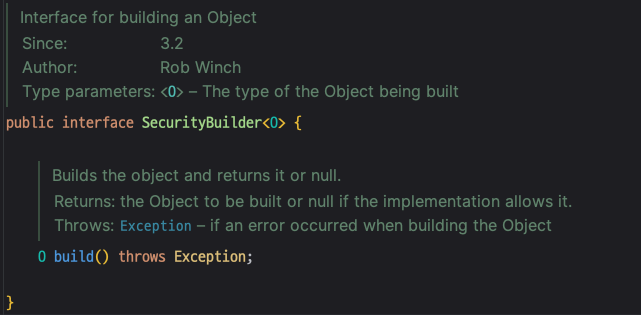 Interface for building an Object
Since: 3.2
Author: Rob Winch
Type parameters: <O> – The type of the Object being built
public interface SecurityBuilder<O> {
Builds the object and returns it or null.
Returns: the Object to be built or null if the implementation allows it.
Throws: Exception – if an error occurred when building the Object
O build() throws Exception;
}